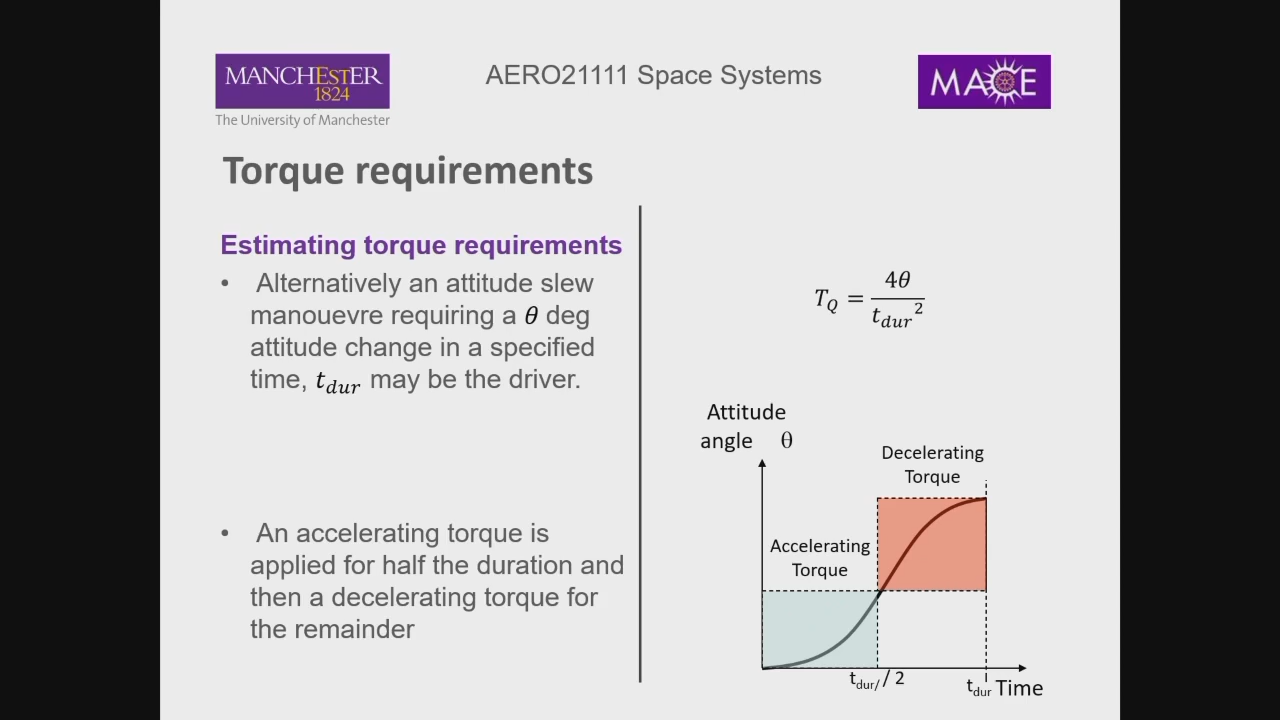 MANCHESTER
1824
The University of Manchester
AERO21111 Space Systems
MACE
Torque requirements
Estimating torque requirements
• Alternatively an attitude slew
manouevre requiring a θ deg
attitude change in a specified
time, t_dur may be the driver.
• An accelerating torque is
applied for half the duration and
then a decelerating torque for
the remainder
T_Q = 4θ / t_dur²
Attitude
angle θ
Decelerating
Torque
Accelerating
Torque
t_dur/ / 2
t_dur Time